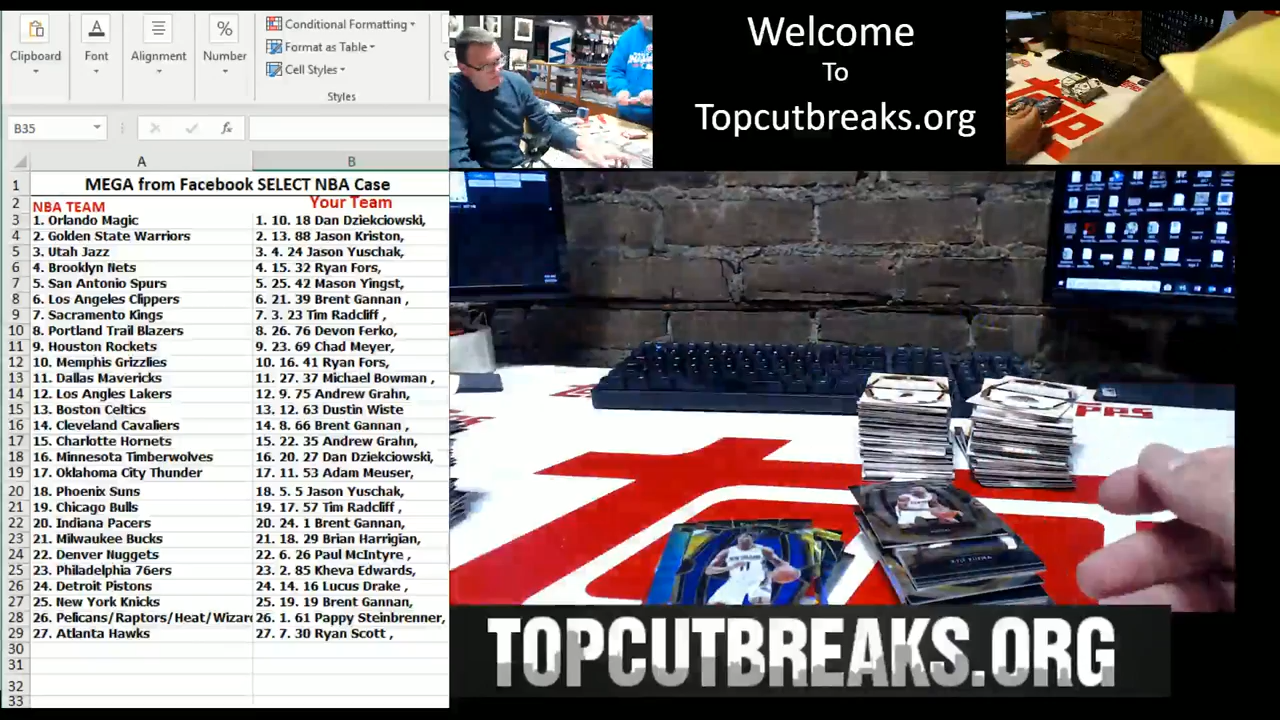 Clipboard
Font
Alignment
%
Number
Conditional Formatting
Format as Table
Cell Styles
Styles
B35
fx
A B
1 MEGA from Facebook SELECT NBA Case
2 NBA TEAM Your Team
3 1. Orlando Magic 1. 10. 18 Dan Dziekciowski,
4 2. Golden State Warriors 2. 13. 88 Jason Kriston,
5 3. Utah Jazz 3. 4. 24 Jason Yuschak,
6 4. Brooklyn Nets 4. 15. 32 Ryan Fors,
7 5. San Antonio Spurs 5. 25. 42 Mason Yingst,
8 6. Los Angeles Clippers 6. 21. 39 Brent Gannan ,
9 7. Sacramento Kings 7. 3. 23 Tim Radcliff ,
10 8. Portland Trail Blazers 8. 26. 76 Devon Ferko,
11 9. Houston Rockets 9. 23. 69 Chad Meyer,
12 10. Memphis Grizzlies 10. 16. 41 Ryan Fors,
13 11. Dallas Mavericks 11. 27. 37 Michael Bowman ,
14 12. Los Angles Lakers 12. 9. 75 Andrew Grahn,
15 13. Boston Celtics 13. 12. 63 Dustin Wiste
16 14. Cleveland Cavaliers 14. 8. 66 Brent Gannan ,
17 15. Charlotte Hornets 15. 22. 35 Andrew Grahn,
18 16. Minnesota Timberwolves 16. 20. 27 Dan Dziekciowski,
19 17. Oklahoma City Thunder 17. 11. 53 Adam Meuser,
20 18. Phoenix Suns 18. 5. 5 Jason Yuschak,
21 19. Chicago Bulls 19. 17. 57 Tim Radcliff ,
22 20. Indiana Pacers 20. 24. 1 Brent Gannan,
23 21. Milwaukee Bucks 21. 18. 29 Brian Harrigian,
24 22. Denver Nuggets 22. 6. 26 Paul McIntyre ,
25 23. Philadelphia 76ers 23. 2. 85 Kheva Edwards,
26 24. Detroit Pistons 24. 14. 16 Lucus Drake ,
27 25. New York Knicks 25. 19. 19 Brent Gannan,
28 26. Pelicans/Raptors/Heat/Wizar 26. 1. 61 Pappy Steinbrenner,
29 27. Atlanta Hawks 27. 7. 30 Ryan Scott ,
30
31
32
33
Welcome
To
Topcutbreaks.org
TOPCUTBREAKS.ORG